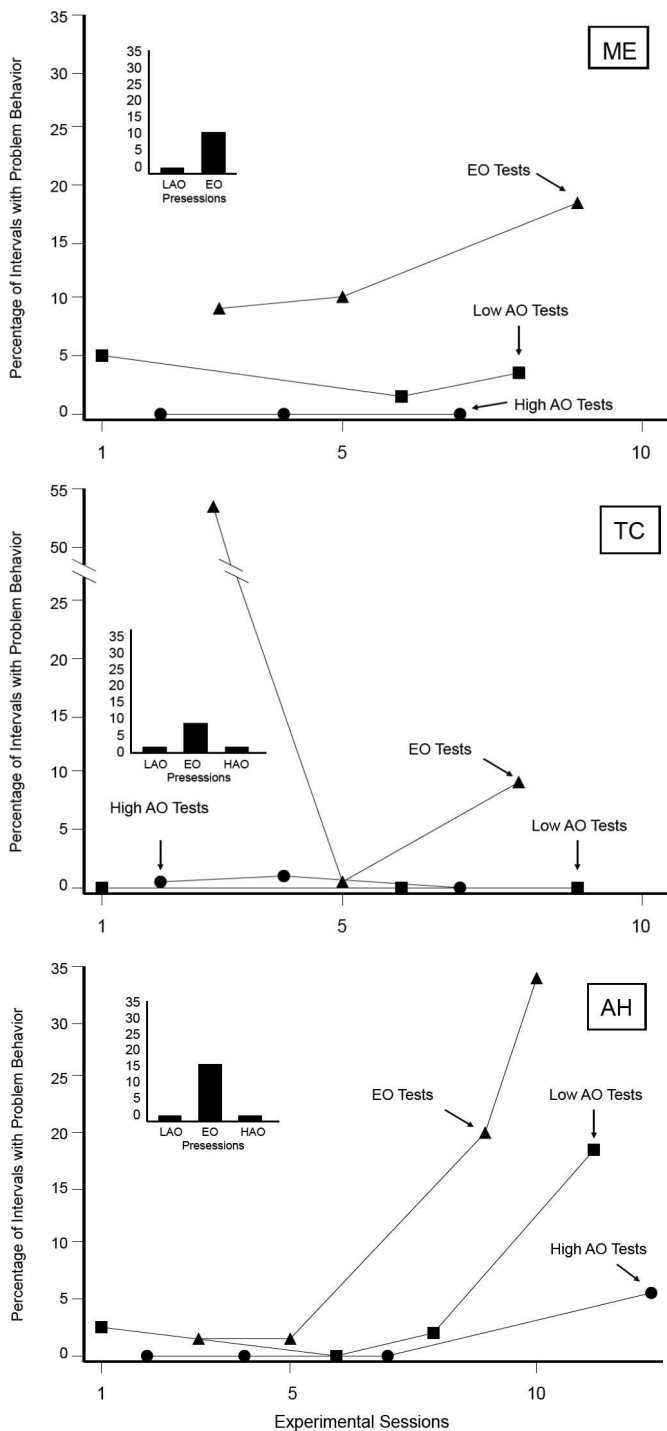 Percentage of Intervals with Problem Behavior
35
30
25
20
15
10
5
0
ME
35
30
25
20
15
10
5
0
LAO EO
Presessions
EO Tests
Low AO Tests
High AO Tests
1 5 10
Percentage of Intervals with Problem Behavior
55
50
25
20
15
10
5
0
TC
35
30
25
20
15
10
5
0
LAO EO HAO
Presessions
EO Tests
High AO Tests
Low AO Tests
1 5 10
Percentage of Intervals with Problem Behavior
35
30
25
20
15
10
5
0
AH
35
30
25
20
15
10
5
0
LAO EO HAO
Presessions
EO Tests
Low AO Tests
High AO Tests
1 5 10
Experimental Sessions